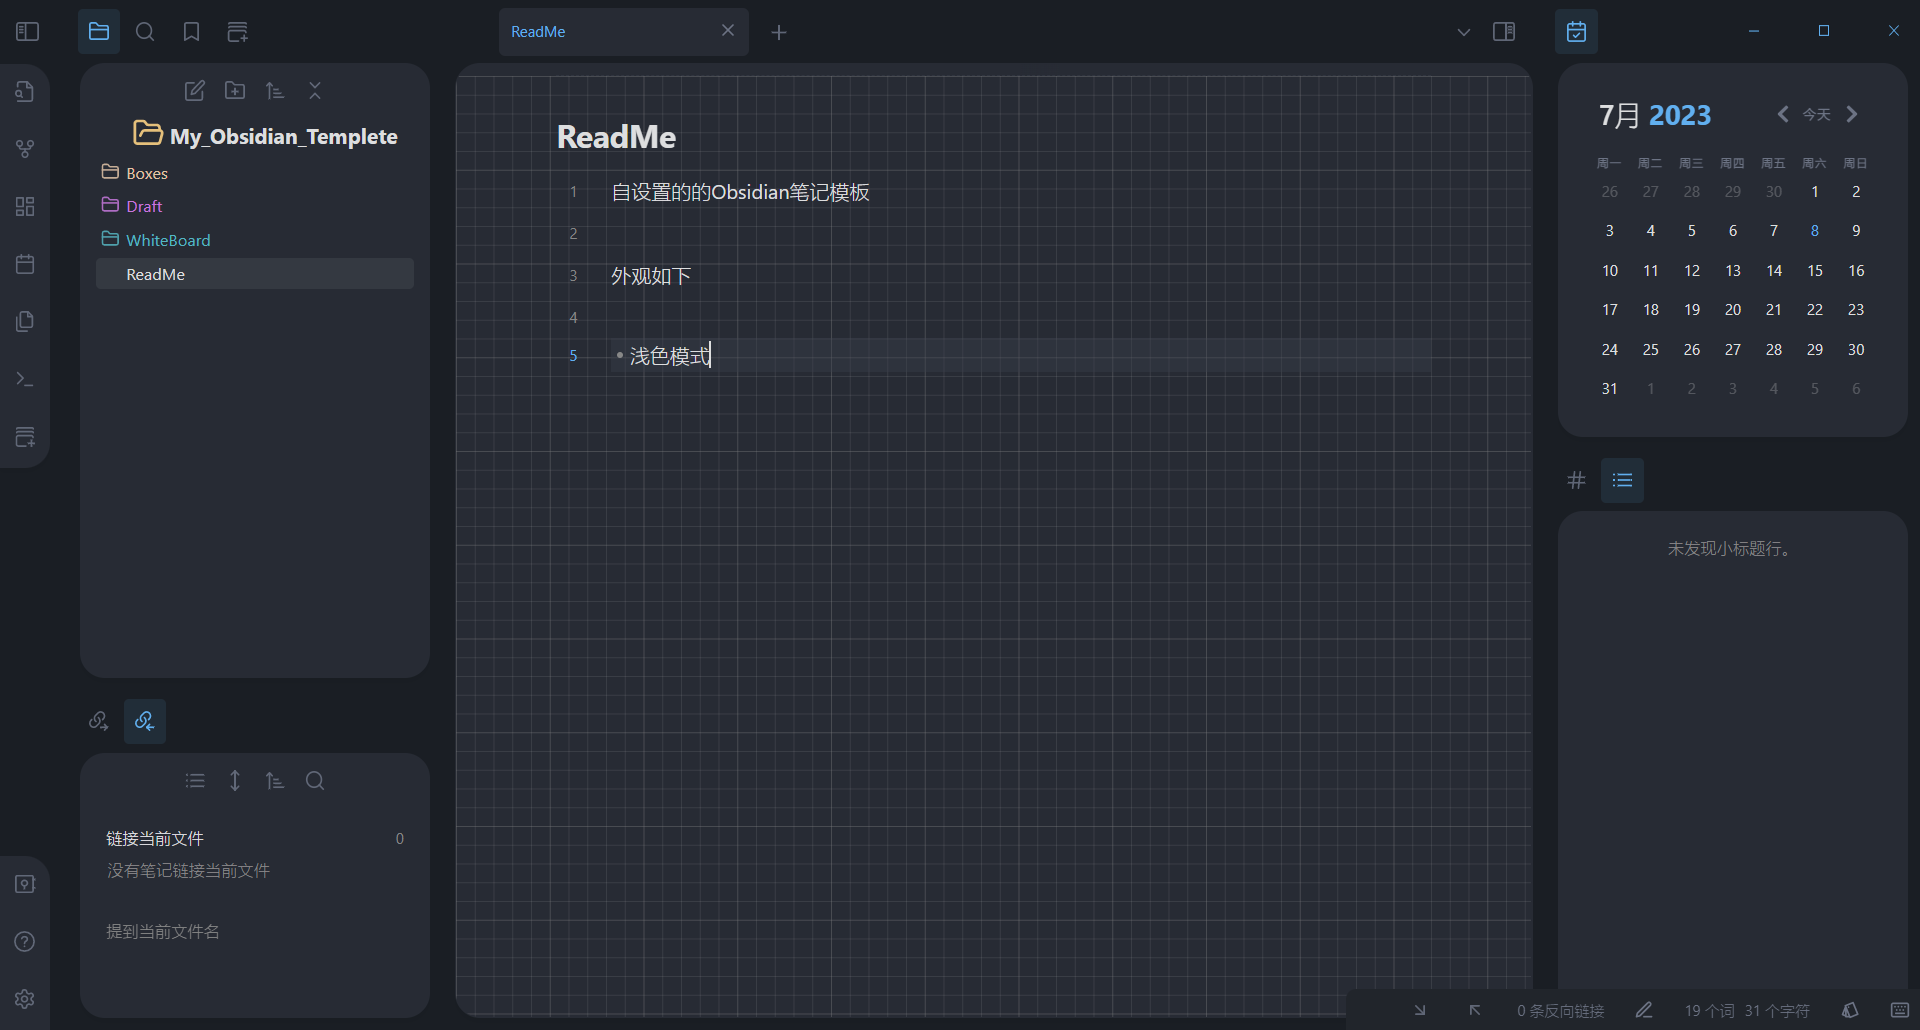 ReadMe
My_Obsidian_Templete
Boxes
Draft
WhiteBoard
ReadMe
链接当前文件 0
没有笔记链接当前文件
提到当前文件名
ReadMe
1 自设置的的Obsidian笔记模板
2
3 外观如下
4
5 • 浅色模式
7月 2023 今天
周一 周二 周三 周四 周五 周六 周日
26 27 28 29 30 1 2
3 4 5 6 7 8 9
10 11 12 13 14 15 16
17 18 19 20 21 22 23
24 25 26 27 28 29 30
31 1 2 3 4 5 6
未发现小标题行。
0 条反向链接 19 个词 31 个字符